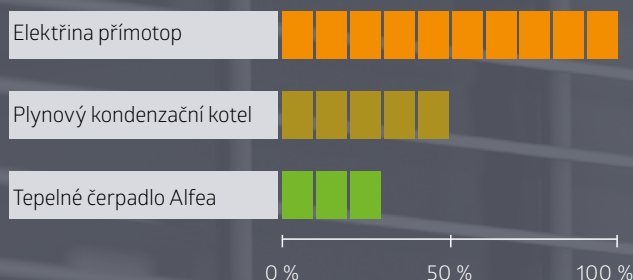 Elektřina přímotop
Plynový kondenzační kotel
Tepelné čerpadlo Alfea
0 % 50 % 100 %